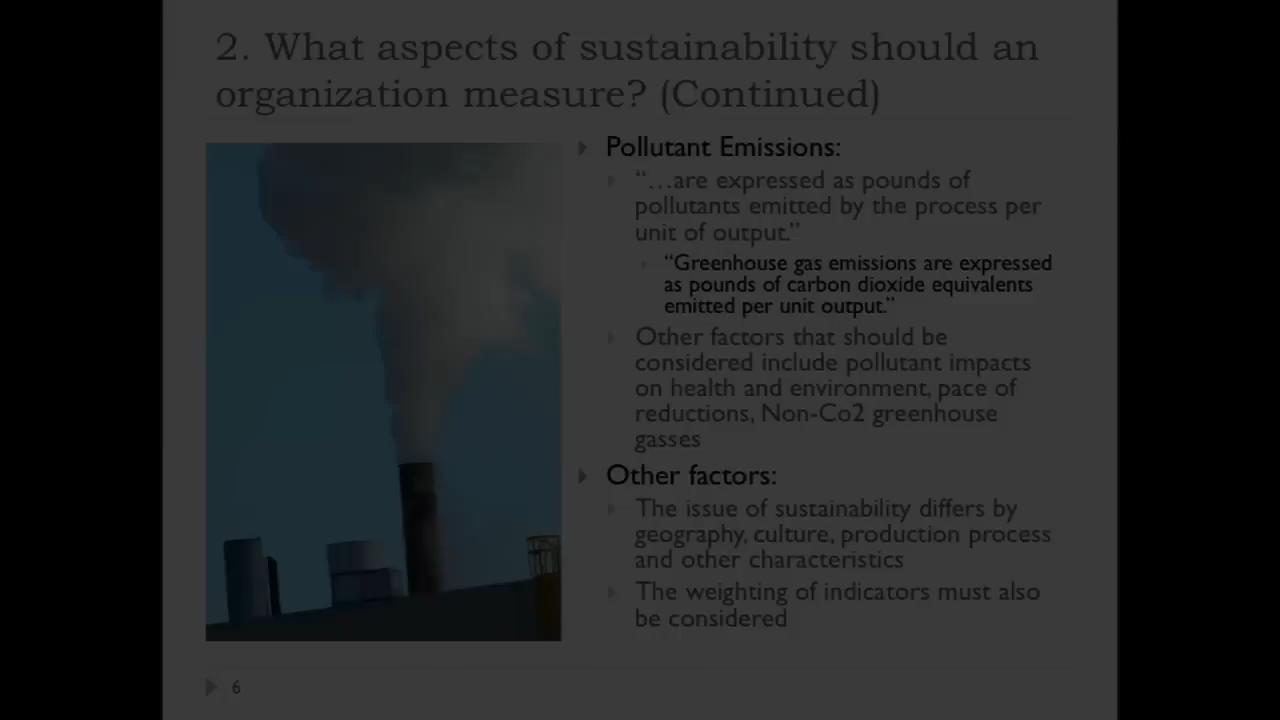 2. What aspects of sustainability should an
organization measure? (Continued)
Pollutant Emissions:
“…are expressed as pounds of
pollutants emitted by the process per
unit of output.”
“Greenhouse gas emissions are expressed
as pounds of carbon dioxide equivalents
emitted per unit output.”
Other factors that should be
considered include pollutant impacts
on health and environment, pace of
reductions, Non-Co2 greenhouse
gasses
Other factors:
The issue of sustainability differs by
geography, culture, production process
and other characteristics
The weighting of indicators must also
be considered
6